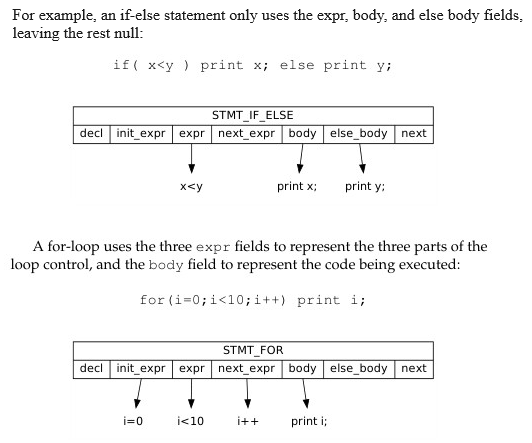 For example, an if-else statement only uses the expr, body, and else body fields,
leaving the rest null:
if( x<y ) print x; else print y;
STMT_IF_ELSE
decl init_expr expr next_expr body else_body next
x<y print x; print y;
A for-loop uses the three expr fields to represent the three parts of the
loop control, and the body field to represent the code being executed:
for(i=0;i<10;i++) print i;
STMT_FOR
decl init_expr expr next_expr body else_body next
i=0 i<10 i++ print i;